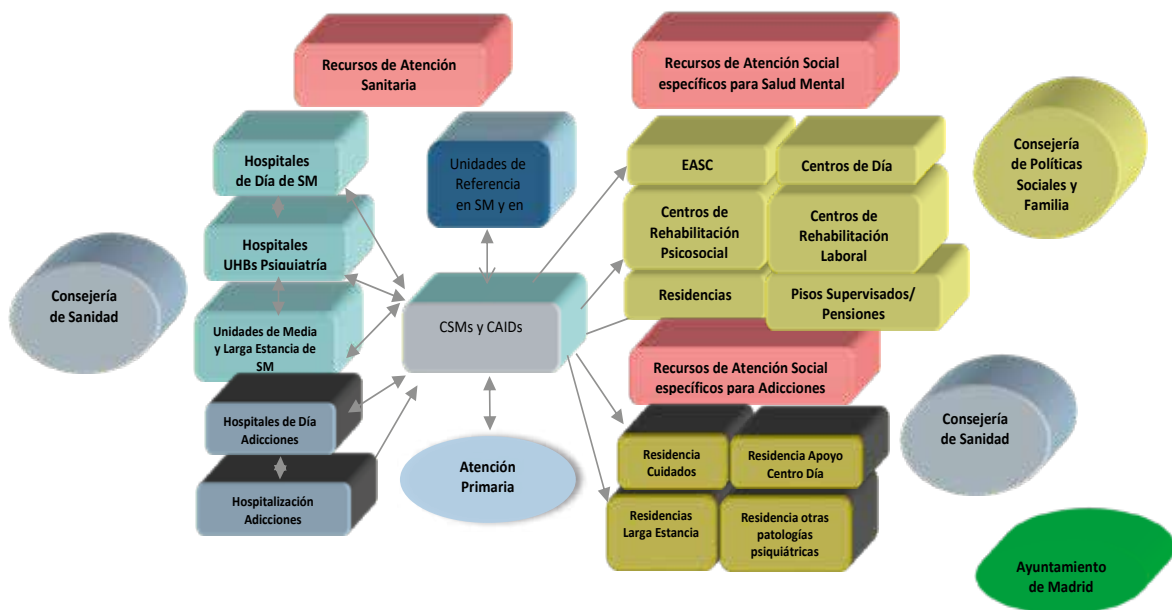 Recursos de Atención
Sanitaria
Recursos de Atención Social
específicos para Salud Mental
Hospitales
de Día de SM
Unidades de
Referencia
en SM y en
EASC
Centros de Día
Consejería
de Políticas
Sociales y
Familia
Hospitales
UHBs Psiquiatría
Centros de
Rehabilitación
Psicosocial
Centros de
Rehabilitación
Laboral
Consejería
de Sanidad
Unidades de Media
y Larga Estancia de
SM
CSMs y CAIDs
Residencias
Pisos Supervisados/
Pensiones
Recursos de Atención Social
específicos para Adicciones
Hospitales de Día
Adicciones
Consejería
de Sanidad
Hospitalización
Adicciones
Atención
Primaria
Residencia
Cuidados
Residencia Apoyo
Centro Día
Residencias
Larga Estancia
Residencia otras
patologías
psiquiátricas
Ayuntamiento
de Madrid